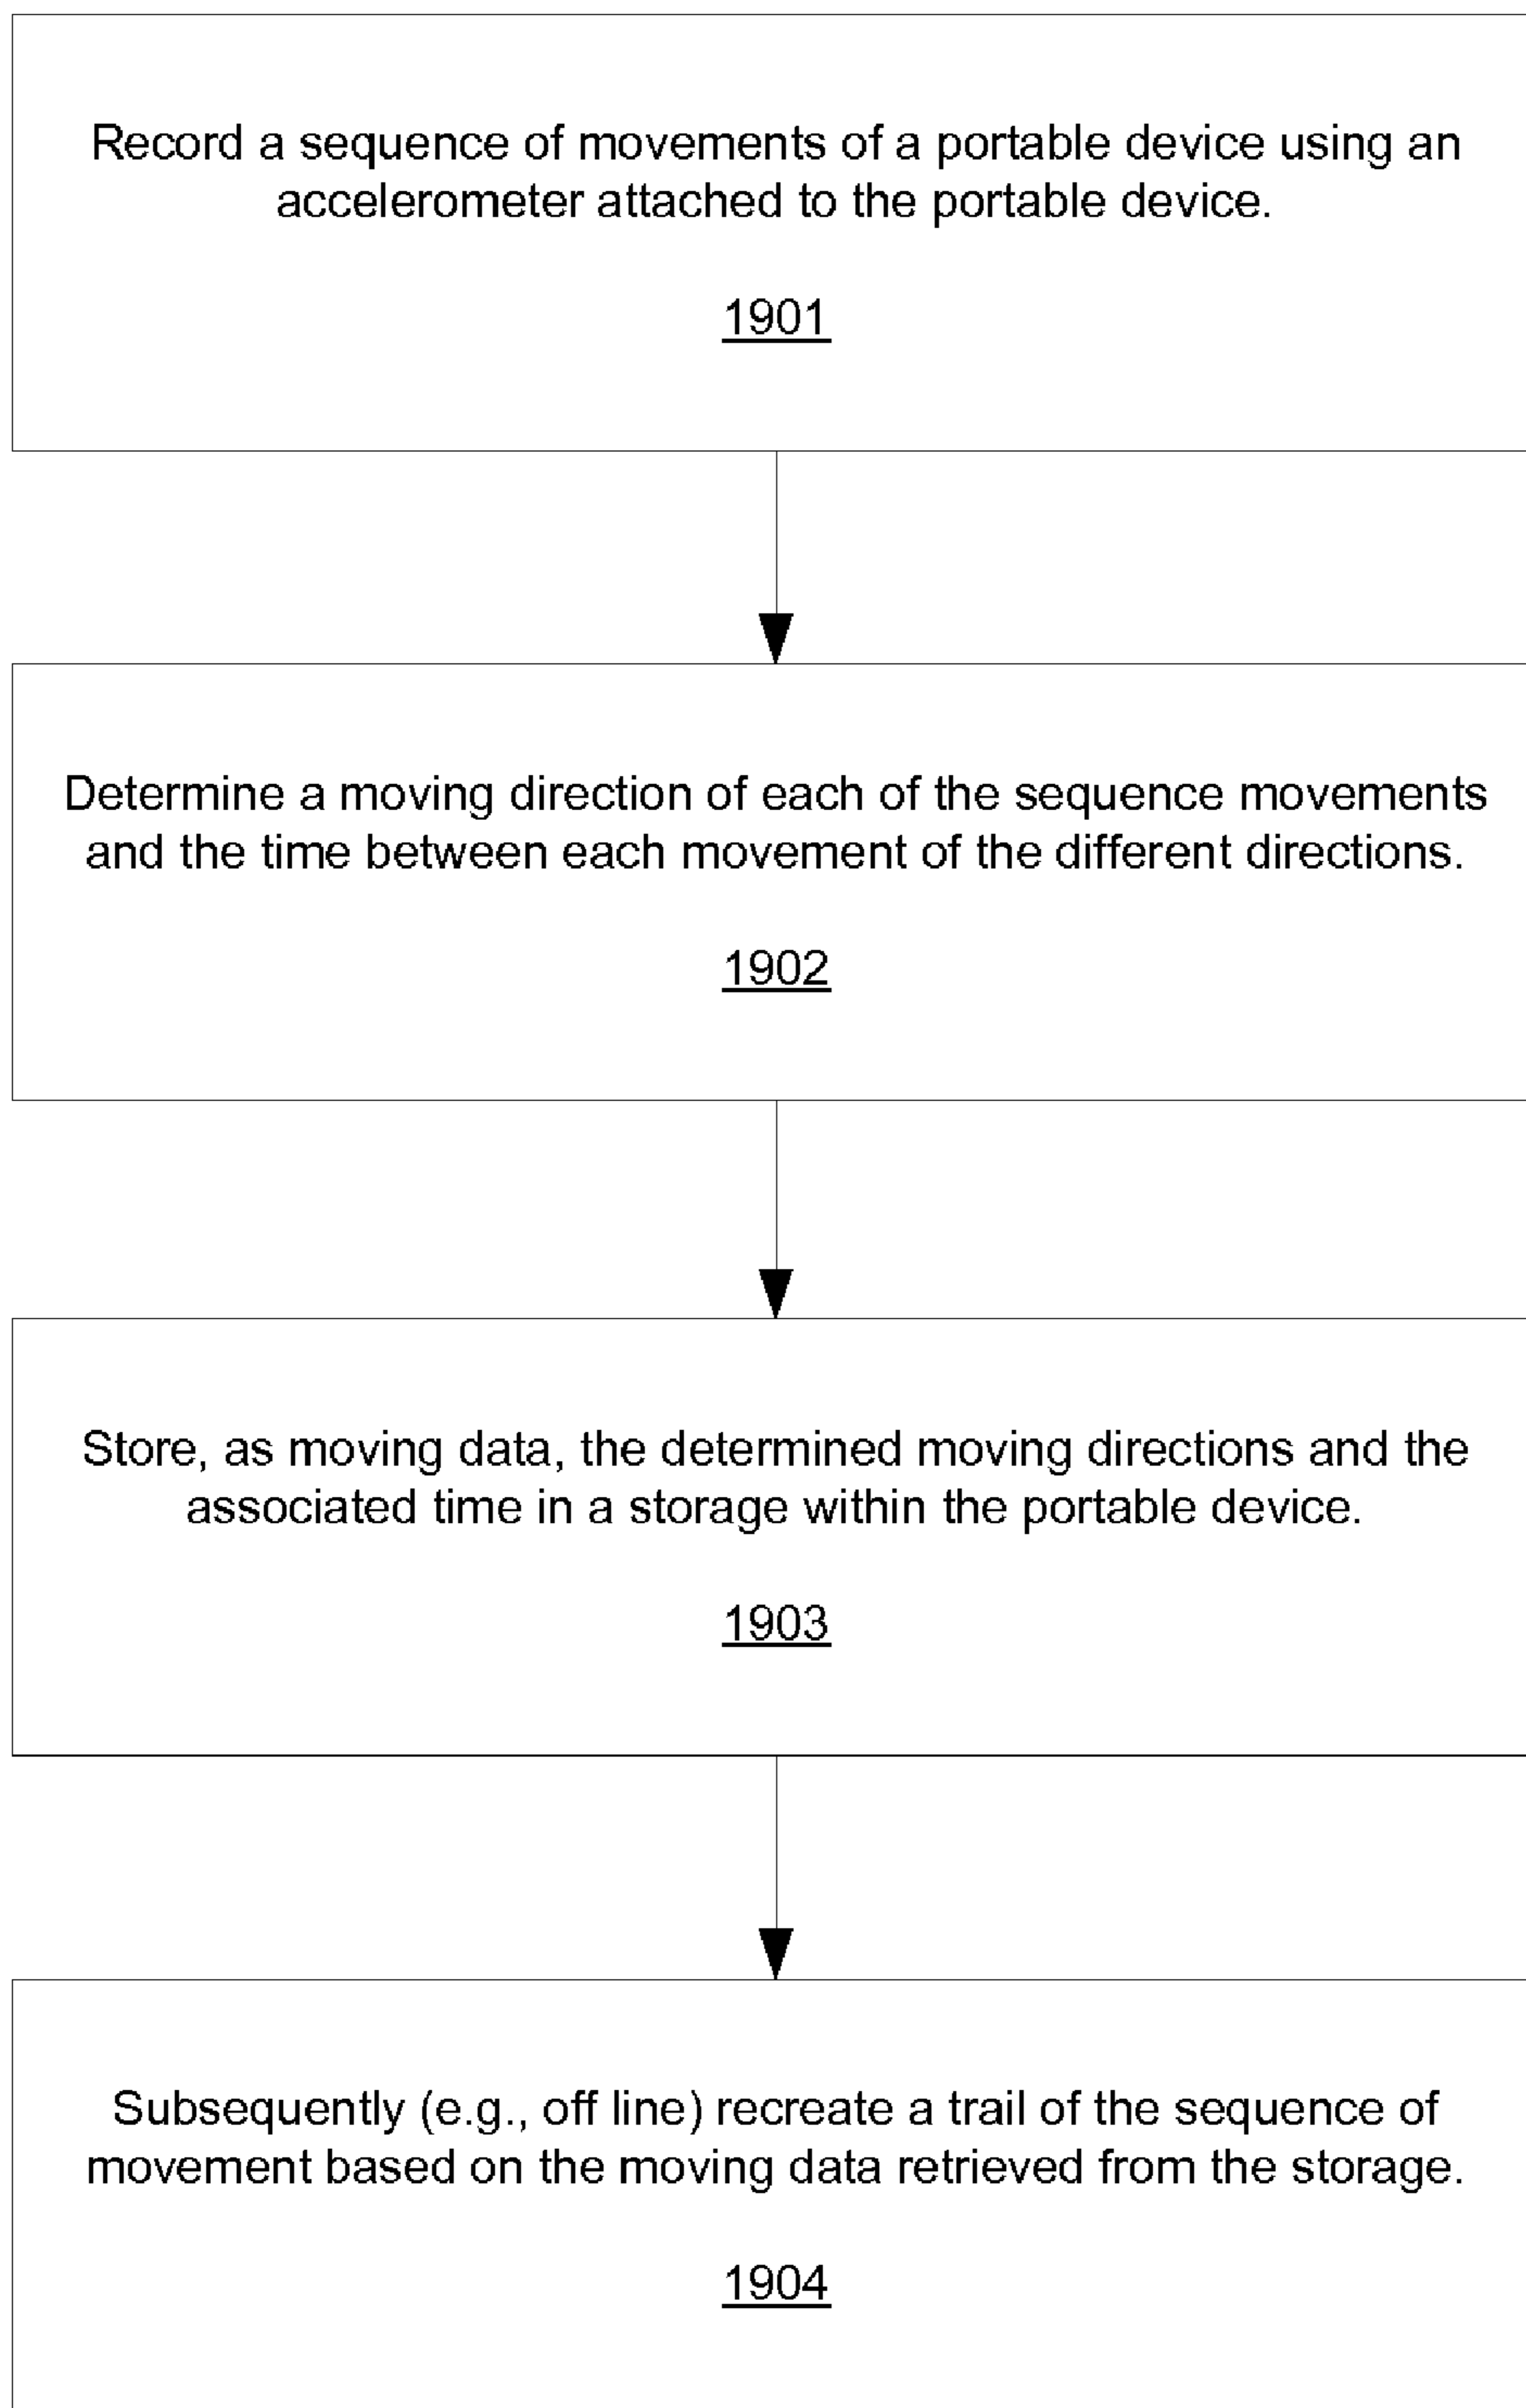 Record a sequence of movements of a portable device using an
accelerometer attached to the portable device.
1901
Determine a moving direction of each of the sequence movements
and the time between each movement of the different directions.
1902
Store, as moving data, the determined moving directions and the
associated time in a storage within the portable device.
1903
Subsequently (e.g., off line) recreate a trail of the sequence of
movement based on the moving data retrieved from the storage.
1904